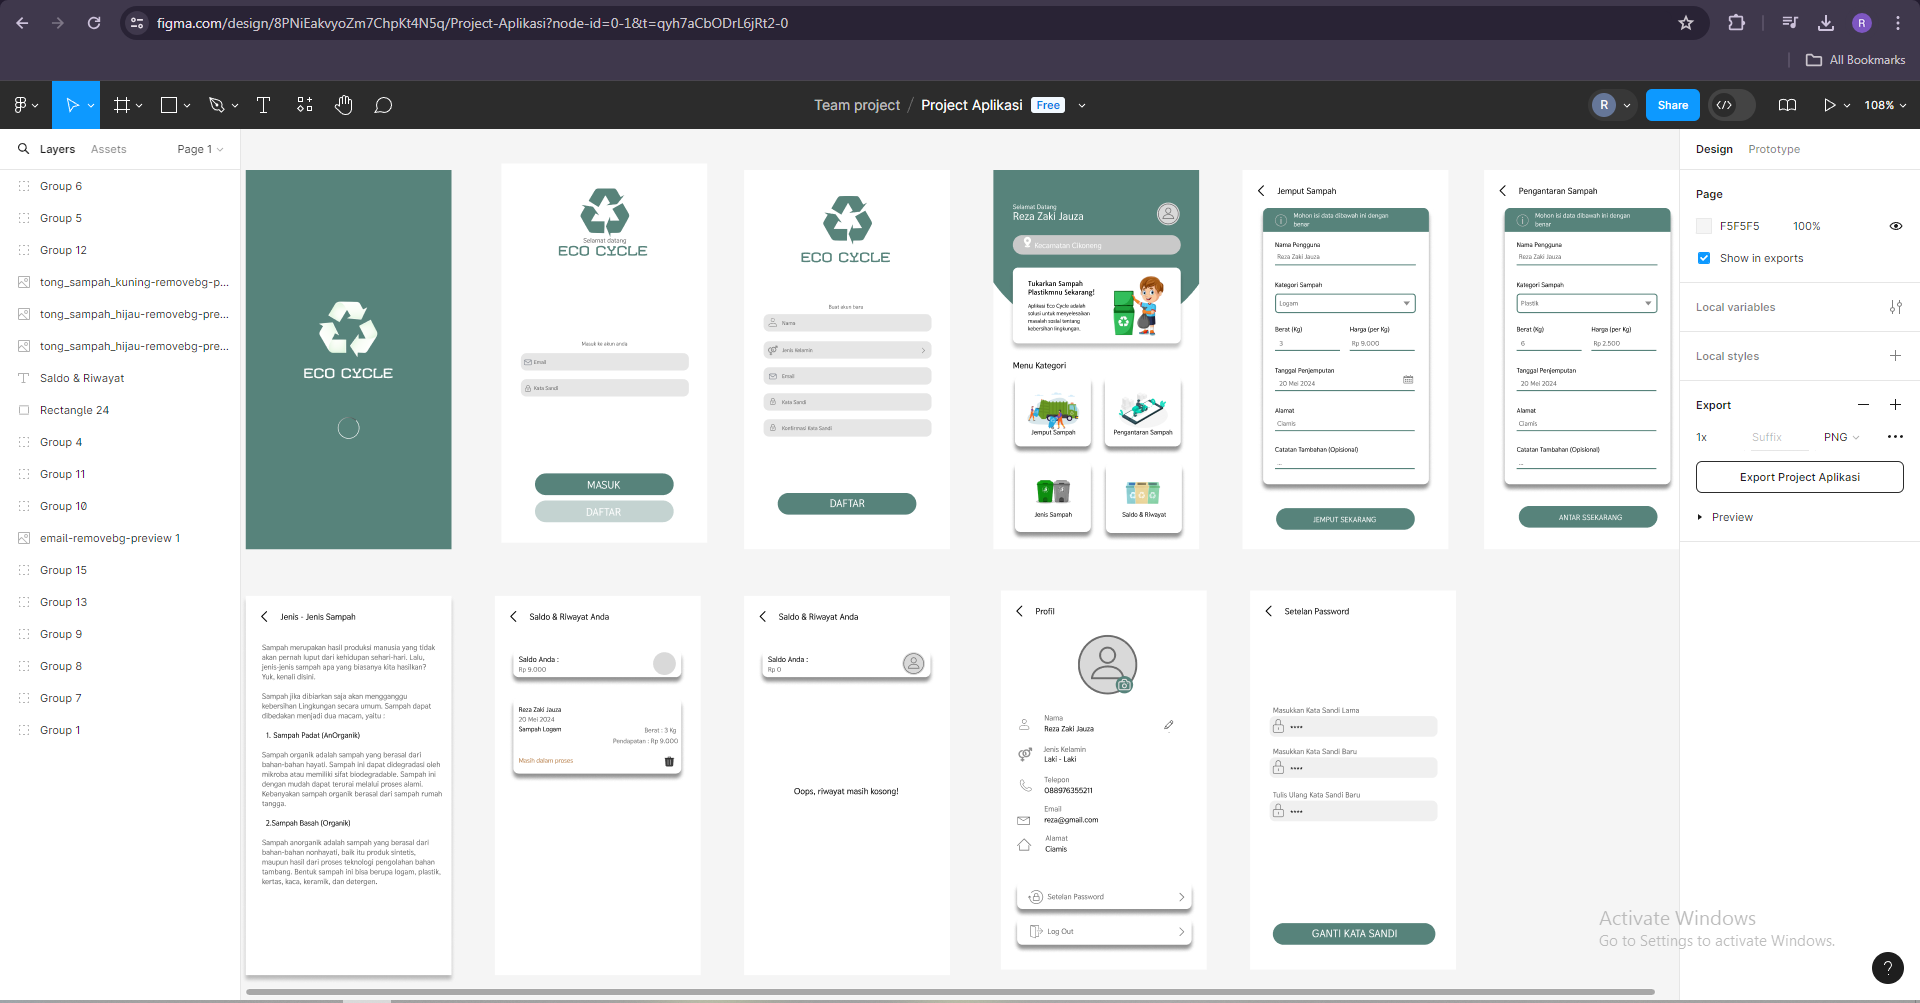 figma.com/design/8PNiEakvyoZm7ChpKt4N5q/Project-Aplikasi?node-id=0-1&t=qyh7aCbODrL6jRt2-0
R
All Bookmarks
Team project / Project Aplikasi Free
R
Share
108%
Layers
Assets
Page 1
Group 6
Group 5
Group 12
tong_sampah_kuning-removebg-p...
tong_sampah_hijau-removebg-pre...
tong_sampah_hijau-removebg-pre...
Saldo & Riwayat
Rectangle 24
Group 4
Group 11
Group 10
email-removebg-preview 1
Group 15
Group 13
Group 9
Group 8
Group 7
Group 1
ECO CYCLE
Selamat datang
ECO CYCLE
Masuk ke akun anda
Email
Kata Sandi
MASUK
DAFTAR
ECO CYCLE
Buat akun baru
Nama
Jenis Kelamin
Email
Kata Sandi
Konfirmasi Kata Sandi
DAFTAR
Selamat Datang
Reza Zaki Jauza
Kecamatan Cikoneng
Tukarkan Sampah
Plastikmnu Sekarang!
Aplikasi Eco Cycle adalah
solusi untuk menyelesaikan
masalah sosial tentang
kebersihan lingkungan.
Menu Kategori
Jemput Sampah
Pengantaran Sampah
Jenis Sampah
Saldo & Riwayat
Jemput Sampah
Mohon isi data dibawah ini dengan
benar
Nama Pengguna
Reza Zaki Jauza
Kategori Sampah
Logam
Berat (Kg)
Harga (per Kg)
3
Rp 9.000
Tanggal Penjemputan
20 Mei 2024
Alamat
Ciamis
Catatan Tambahan (Opisional)
...
JEMPUT SEKARANG
Pengantaran Sampah
Mohon isi data dibawah ini dengan
benar
Nama Pengguna
Reza Zaki Jauza
Kategori Sampah
Plastik
Berat (Kg)
Harga (per Kg)
6
Rp 2.500
Tanggal Penjemputan
20 Mei 2024
Alamat
Ciamis
Catatan Tambahan (Opisional)
...
ANTAR SSEKARANG
Jenis - Jenis Sampah
Sampah merupakan hasil produksi manusia yang tidak
akan pernah luput dari kehidupan sehari-hari. Lalu,
jenis-jenis sampah apa yang biasanya kita hasilkan?
Yuk, kenali disini.
Sampah jika dibiarkan saja akan mengganggu
kebersihan Lingkungan secara umum. Sampah dapat
dibedakan menjadi dua macam, yaitu :
1. Sampah Padat (AnOrganik)
Sampah organik adalah sampah yang berasal dari
bahan-bahan hayati. Sampah ini dapat didegradasi oleh
mikroba atau memiliki sifat biodegradable. Sampah ini
dengan mudah dapat terurai melalui proses alami.
Kebanyakan sampah organik berasal dari sampah rumah
tangga.
2.Sampah Basah (Organik)
Sampah anorganik adalah sampah yang berasal dari
bahan-bahan nonhayati, baik itu produk sintetis,
maupun hasil dari proses teknologi pengolahan bahan
tambang. Bentuk sampah ini bisa berupa logam, plastik,
kertas, kaca, keramik, dan detergen.
Saldo & Riwayat Anda
Saldo Anda :
Rp 9.000
Reza Zaki Jauza
20 Mei 2024
Sampah Logam
Berat : 3 Kg
Pendapatan : Rp 9.000
Masih dalam proses
Saldo & Riwayat Anda
Saldo Anda :
Rp 0
Oops, riwayat masih kosong!
Profil
Nama
Reza Zaki Jauza
Jenis Kelamin
Laki - Laki
Telepon
088976355211
Email
reza@gmail.com
Alamat
Ciamis
Setelan Password
Log Out
Setelan Password
Masukkan Kata Sandi Lama
****
Masukkan Kata Sandi Baru
****
Tulis Ulang Kata Sandi Baru
****
GANTI KATA SANDI
Design
Prototype
Page
F5F5F5
100%
Show in exports
Local variables
Local styles
Export
1x
Suffix
PNG
Export Project Aplikasi
Preview
Activate Windows
Go to Settings to activate Windows.
?